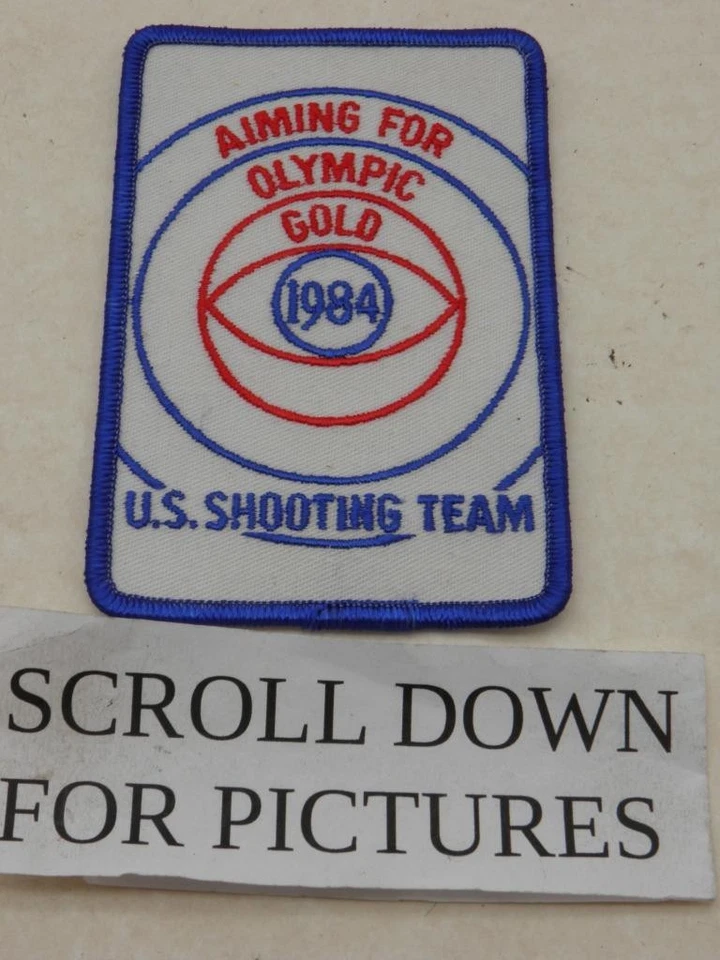 AIMING FOR
OLYMPIC
GOLD
1984
U.S. SHOOTING TEAM
SCROLL DOWN
FOR PICTURES